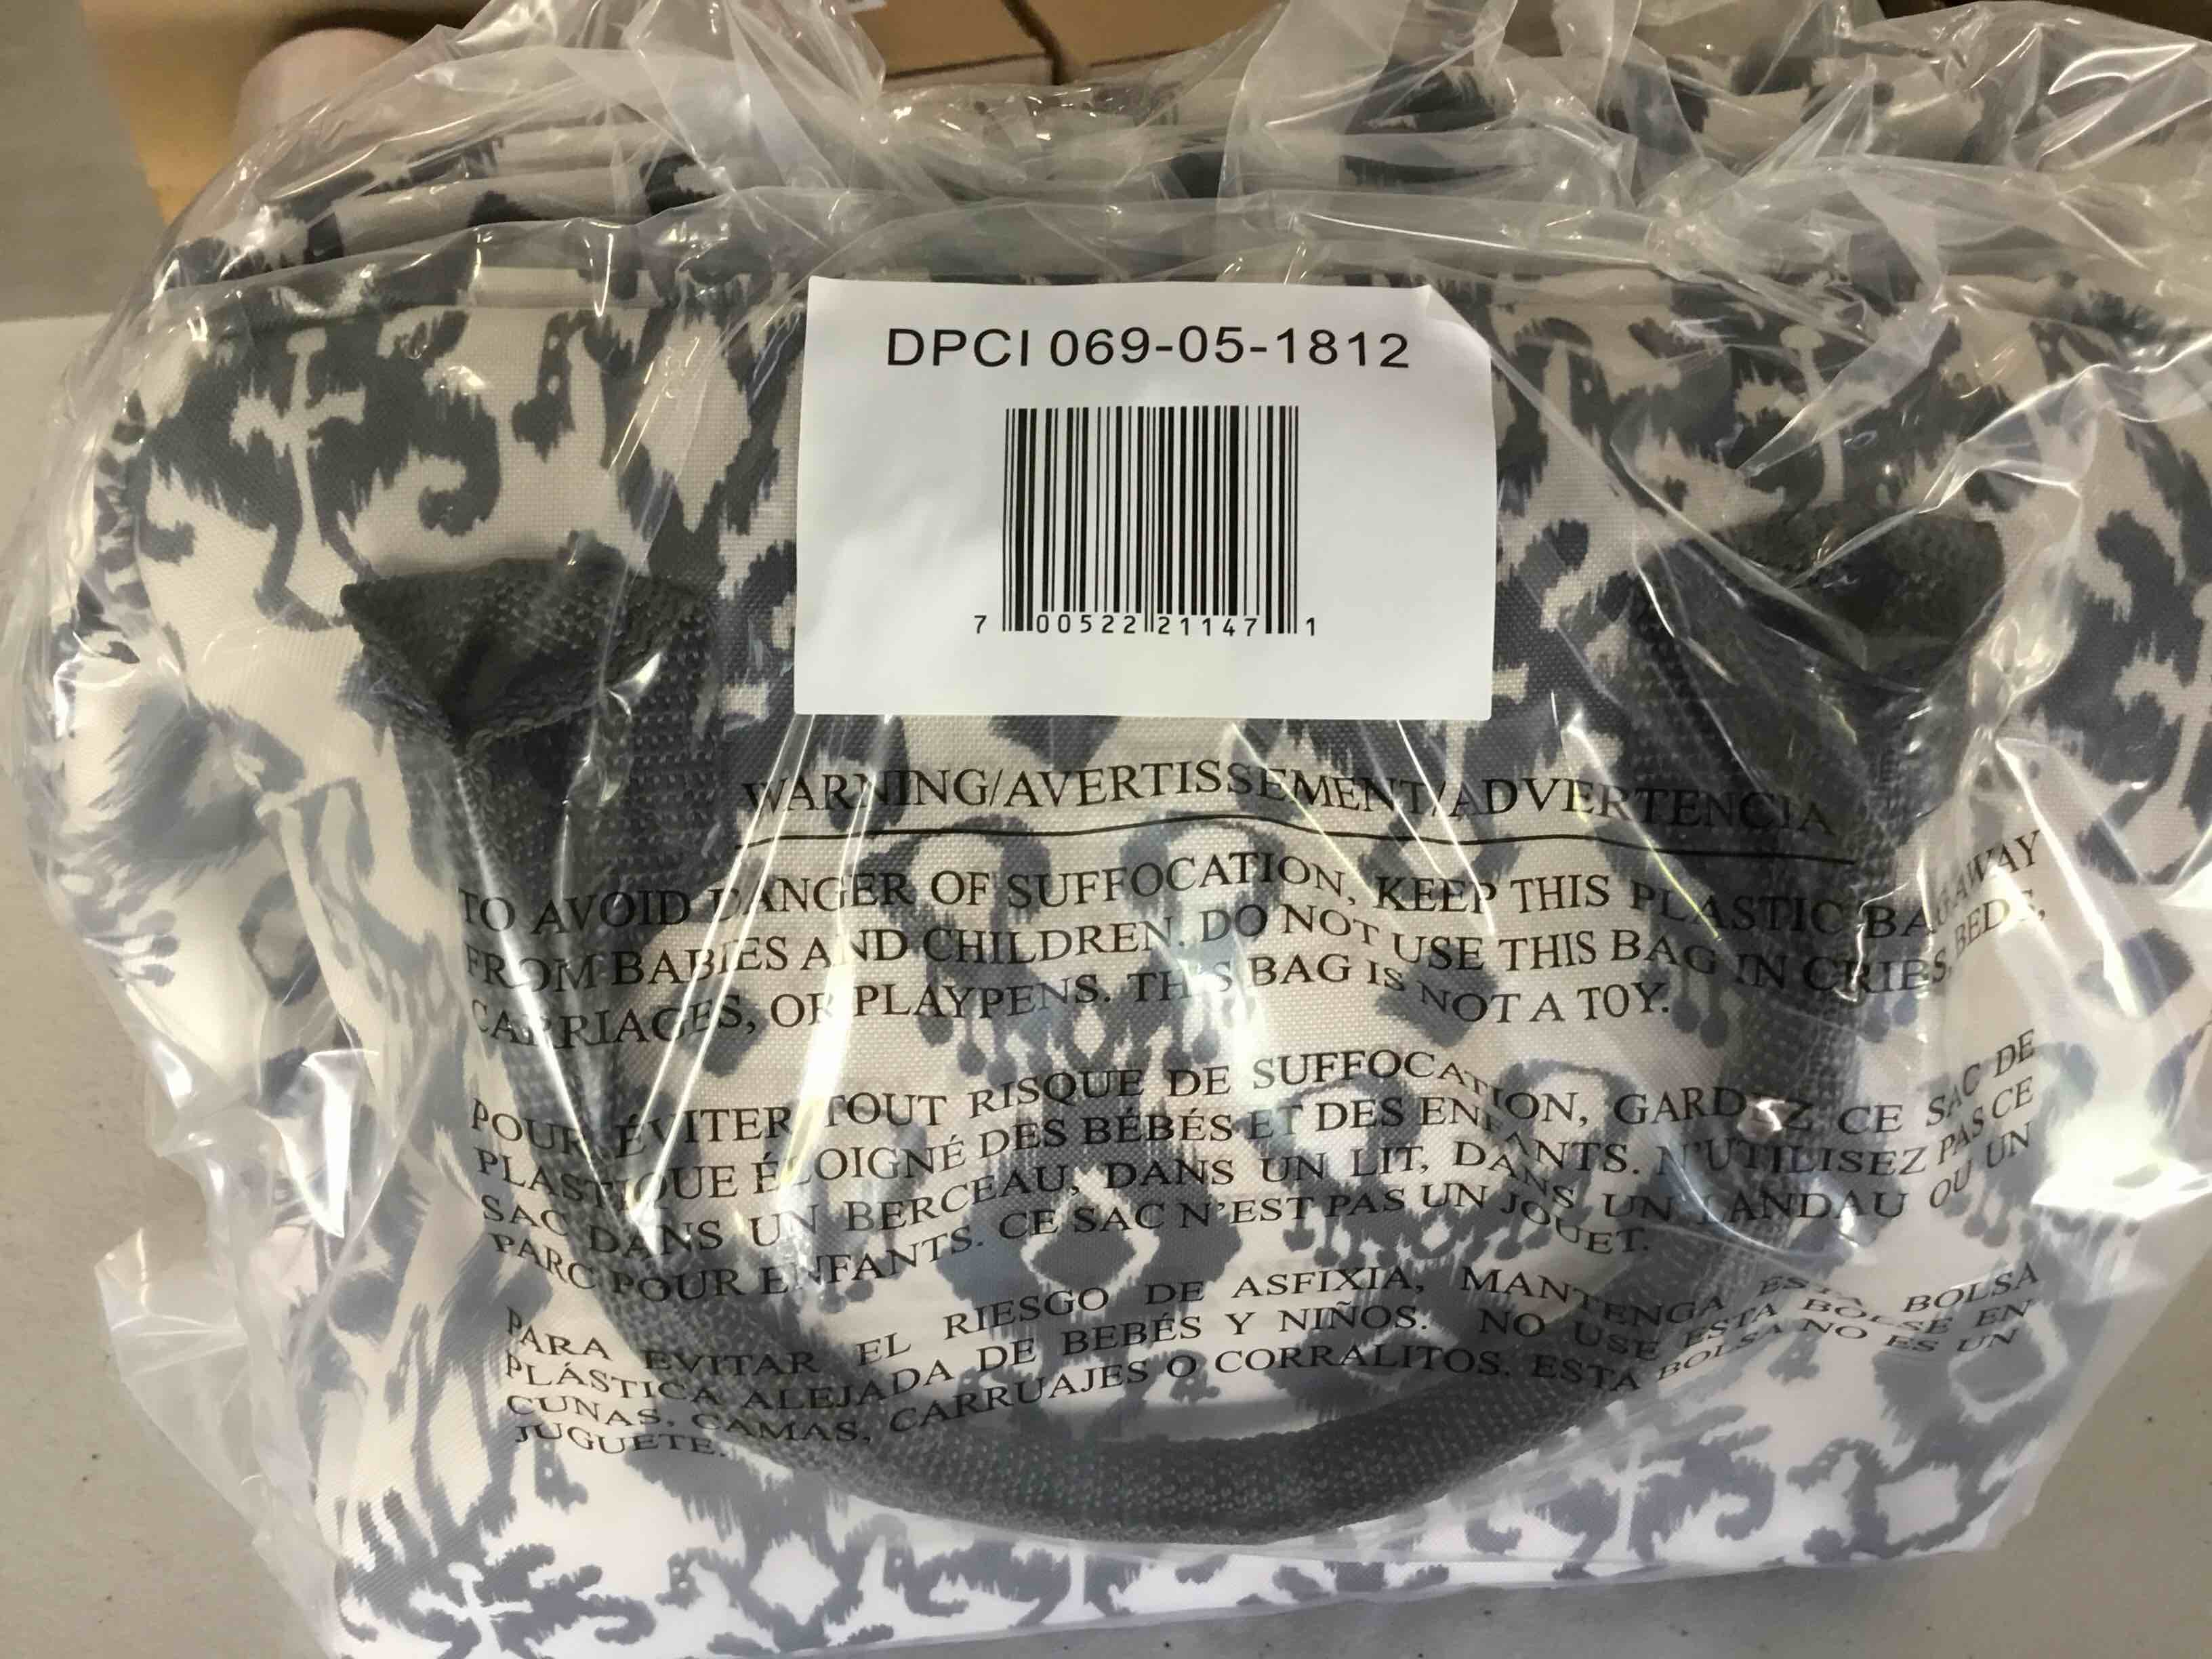 DPCI 069-05-1812
7 00522 21147 1
WARNING/AVERTISSEMENT/ADVERTENCIA
TO AVOID DANGER OF SUFFOCATION, KEEP THIS PLASTIC BAG AWAY
FROM BABIES AND CHILDREN. DO NOT USE THIS BAG IN CRIBS, BEDS,
CARRIAGES, OR PLAYPENS. THIS BAG IS NOT A TOY.
POUR ÉVITER TOUT RISQUE DE SUFFOCATION, GARDEZ CE SAC DE
PLASTIQUE ÉLOIGNÉ DES BÉBÉS ET DES ENFANTS. N'UTILISEZ PAS CE
SAC DANS UN BERCEAU, DANS UN LIT, DANS UN LANDAU OU UN
PARC POUR ENFANTS. CE SAC N'EST PAS UN JOUET.
PARA EVITAR EL RIESGO DE ASFIXIA, MANTENGA ESTA BOLSA
PLÁSTICA ALEJADA DE BEBÉS Y NIÑOS. NO USE ESTA BOLSE EN
CUNAS, CAMAS, CARRUAJES O CORRALITOS. ESTA BOLSA NO ES UN
JUGUETE.